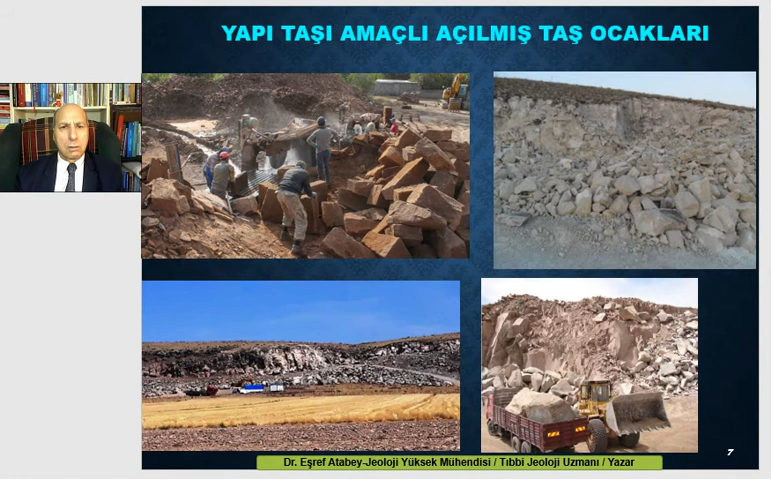 YAPI TAŞI AMAÇLI AÇILMIŞ TAŞ OCAKLARI
7
Dr. Eşref Atabey-Jeoloji Yüksek Mühendisi / Tıbbi Jeoloji Uzmanı / Yazar